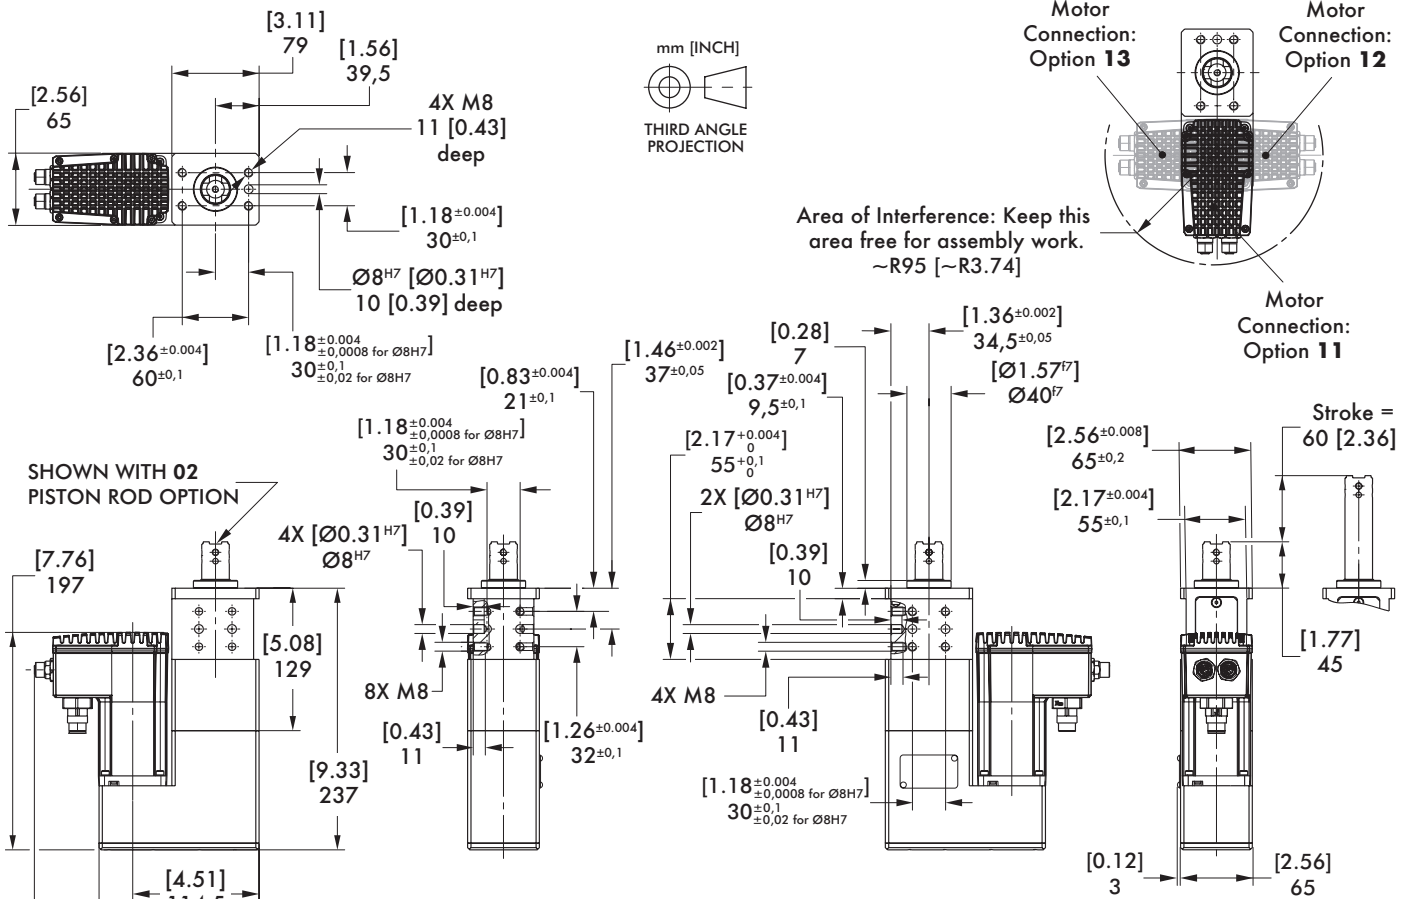 [3.11]
79
[1.56]
39,5
[2.56]
65
4X M8
11 [0.43]
deep
[1.18±0.004]
30±0,1
Ø8H7 [Ø0.31H7]
10 [0.39] deep
[2.36±0.004]
60±0,1
[1.18±0.004
±0,0008 for Ø8H7]
30±0,1
±0,02 for Ø8H7
mm [INCH]
THIRD ANGLE
PROJECTION
Motor
Connection:
Option 13
Motor
Connection:
Option 12
Area of Interference: Keep this
area free for assembly work.
~R95 [~R3.74]
Motor
Connection:
Option 11
SHOWN WITH 02
PISTON ROD OPTION
[7.76]
197
[5.08]
129
[9.33]
237
[4.51]
[1.46±0.002]
37±0,05
[0.83±0.004]
21±0,1
[1.18±0.004
±0,0008 for Ø8H7]
30±0,1
±0,02 for Ø8H7
[0.39]
10
4X [Ø0.31H7]
Ø8H7
8X M8
[0.43]
11
[1.26±0.004]
32±0,1
[0.28]
7
[1.36±0.002]
34,5±0,05
[Ø1.57f7]
Ø40f7
[0.37±0.004]
9,5±0,1
[2.17+0.004
0]
55+0,1
0
2X [Ø0.31H7]
Ø8H7
[0.39]
10
4X M8
[0.43]
11
[1.18±0.004
±0,0008 for Ø8H7]
30±0,1
±0,02 for Ø8H7
Stroke =
60 [2.36]
[2.56±0.008]
65±0,2
[2.17±0.004]
55±0,1
[1.77]
45
[0.12]
3
[2.56]
65